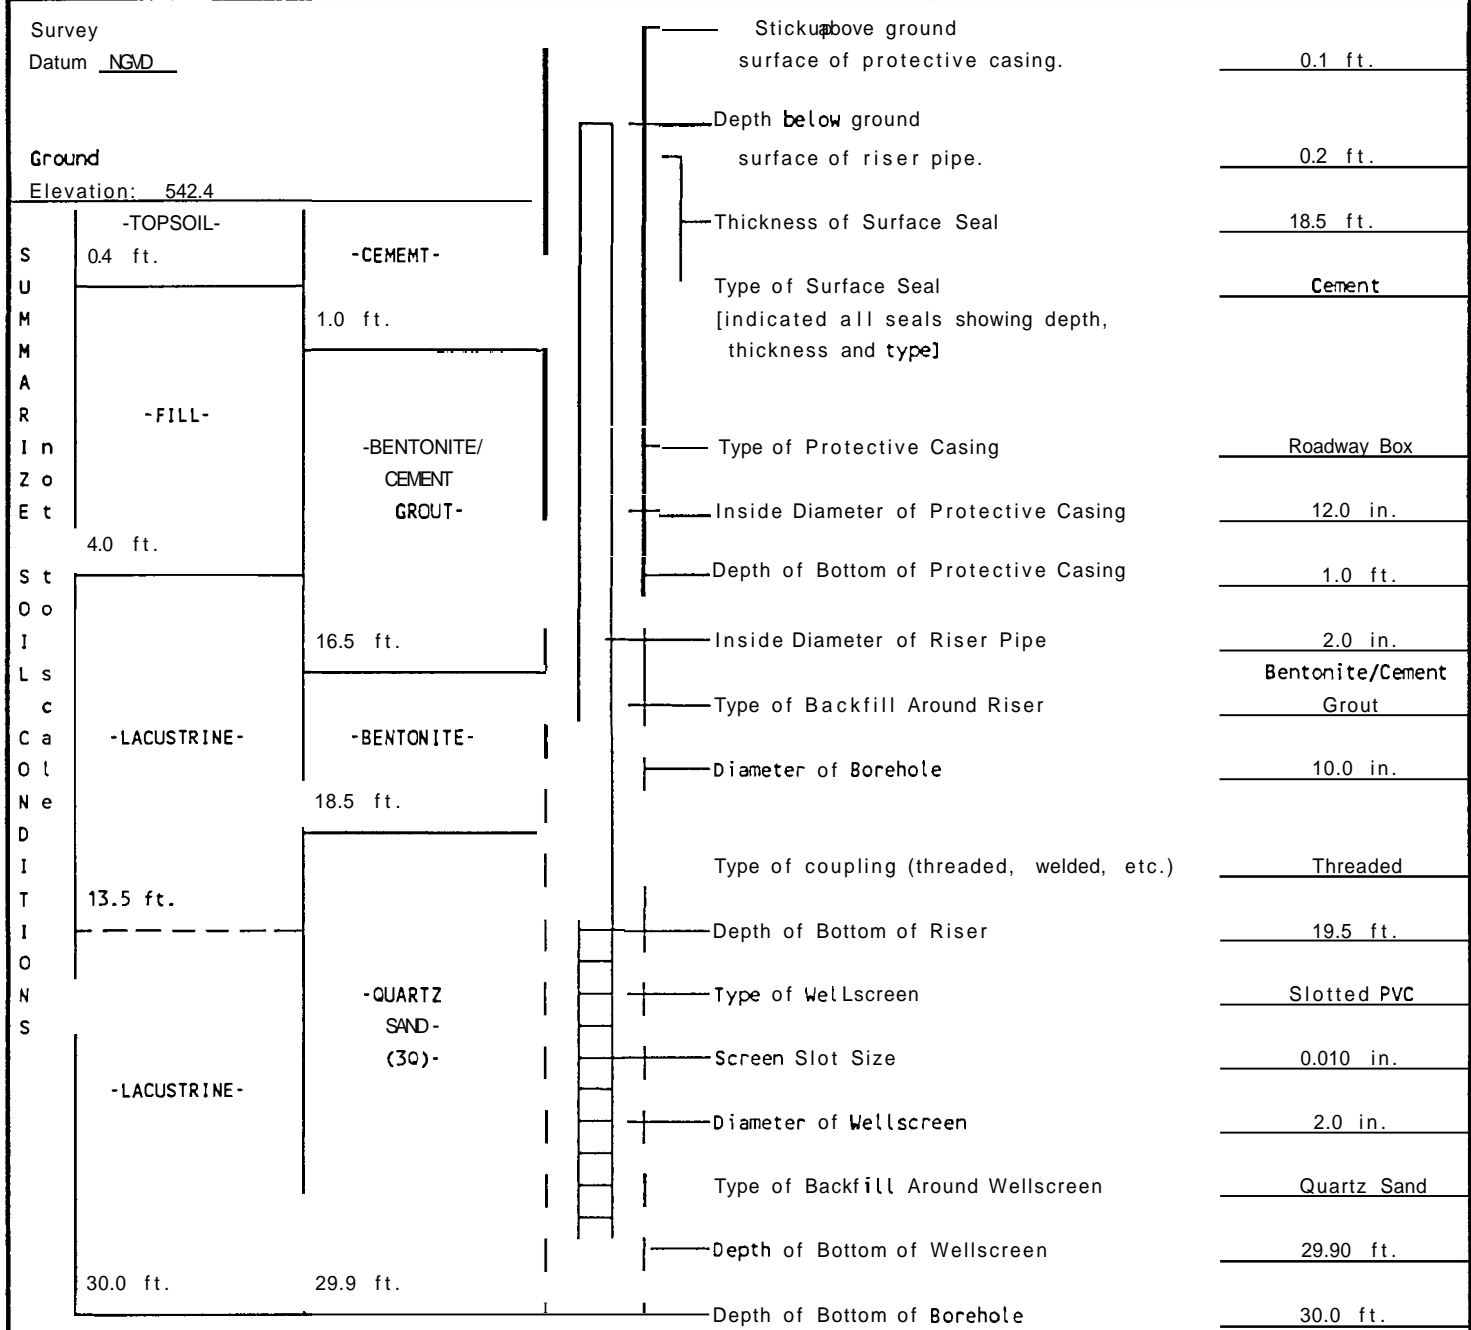 Survey
Datum NGVD
Ground
Elevation: 542.4
SUMMARIZE SOIL CONDITIONS
not to scale
-TOPSOIL-
0.4 ft.
-FILL-
4.0 ft.
-LACUSTRINE-
13.5 ft.
-LACUSTRINE-
30.0 ft.
-CEMEMT-
1.0 ft.
-BENTONITE/
CEMENT
GROUT-
16.5 ft.
-BENTONITE-
18.5 ft.
-QUARTZ
SAND-
(3Q)-
29.9 ft.
Stickup above ground
surface of protective casing. 0.1 ft.
Depth below ground
surface of riser pipe. 0.2 ft.
Thickness of Surface Seal 18.5 ft.
Type of Surface Seal Cement
[indicated all seals showing depth,
thickness and type]
Type of Protective Casing Roadway Box
Inside Diameter of Protective Casing 12.0 in.
Depth of Bottom of Protective Casing 1.0 ft.
Inside Diameter of Riser Pipe 2.0 in.
Bentonite/Cement
Type of Backfill Around Riser Grout
Diameter of Borehole 10.0 in.
Type of coupling (threaded, welded, etc.) Threaded
Depth of Bottom of Riser 19.5 ft.
Type of WelLscreen Slotted PVC
Screen Slot Size 0.010 in.
Diameter of Wellscreen 2.0 in.
Type of Backfill Around Wellscreen Quartz Sand
Depth of Bottom of Wellscreen 29.90 ft.
Depth of Bottom of Borehole 30.0 ft.